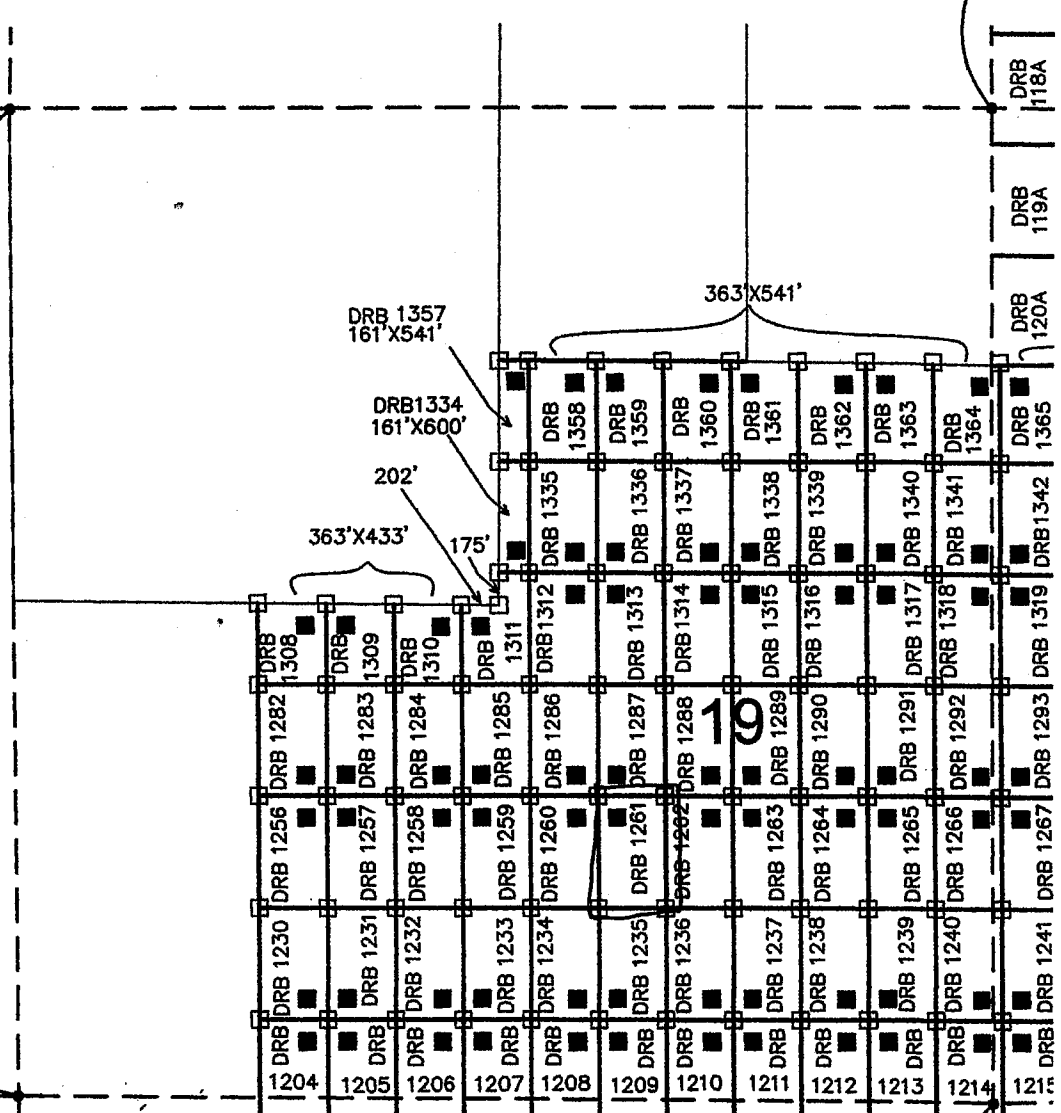 DRB
118A
DRB
119A
DRB
120A
363'X541'
DRB 1357
161'X541'
DRB1334
161'X600'
202'
363'X433'
175'
DRB
1358
DRB
1359
DRB
1360
DRB
1361
DRB
1362
DRB
1363
DRB
1364
DRB
1365
DRB 1335
DRB 1336
DRB 1337
DRB 1338
DRB 1339
DRB 1340
DRB 1341
DRB1342
DRB
1308
DRB
1309
DRB
1310
DRB
1311
DRB1312
DRB 1313
DRB 1314
DRB 1315
DRB 1316
DRB 1317
DRB 1318
DRB 1319
19
DRB 1282
DRB 1283
DRB 1284
DRB 1285
DRB 1286
DRB 1287
DRB 1288
DRB 1289
DRB 1290
DRB 1291
DRB 1292
DRB 1293
DRB 1256
DRB 1257
DRB 1258
DRB 1259
DRB 1260
DRB 1261
DRB 1262
DRB 1263
DRB 1264
DRB 1265
DRB 1266
DRB 1267
DRB 1230
DRB 1231
DRB 1232
DRB 1233
DRB 1234
DRB 1235
DRB 1236
DRB 1237
DRB 1238
DRB 1239
DRB 1240
DRB 1241
DRB
1204
DRB
1205
DRB
1206
DRB
1207
DRB
1208
DRB
1209
DRB
1210
DRB
1211
DRB
1212
DRB
1213
DRB
1214
DRB
1215